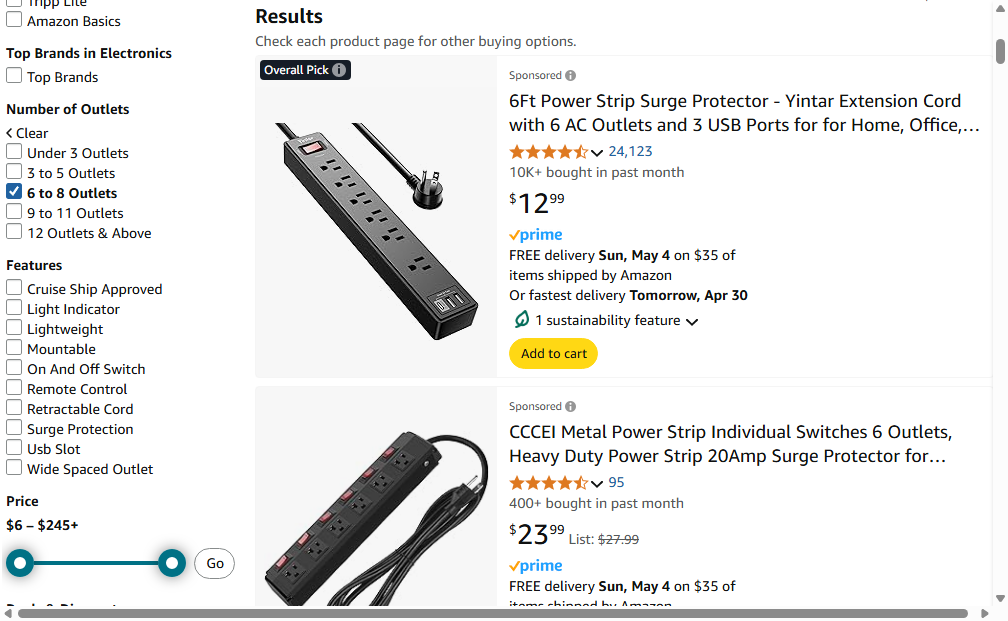 Tripp Lite
Amazon Basics
Top Brands in Electronics
Top Brands
Number of Outlets
Clear
Under 3 Outlets
3 to 5 Outlets
6 to 8 Outlets
9 to 11 Outlets
12 Outlets & Above
Features
Cruise Ship Approved
Light Indicator
Lightweight
Mountable
On And Off Switch
Remote Control
Retractable Cord
Surge Protection
Usb Slot
Wide Spaced Outlet
Price
$6 – $245+
Go
Results
Check each product page for other buying options.
Overall Pick
Sponsored
6Ft Power Strip Surge Protector - Yintar Extension Cord
with 6 AC Outlets and 3 USB Ports for for Home, Office,...
24,123
10K+ bought in past month
$12.99
prime
FREE delivery Sun, May 4 on $35 of
items shipped by Amazon
Or fastest delivery Tomorrow, Apr 30
1 sustainability feature
Add to cart
Sponsored
CCCEI Metal Power Strip Individual Switches 6 Outlets,
Heavy Duty Power Strip 20Amp Surge Protector for...
95
400+ bought in past month
$23.99 List: $27.99
prime
FREE delivery Sun, May 4 on $35 of
items shipped by Amazon